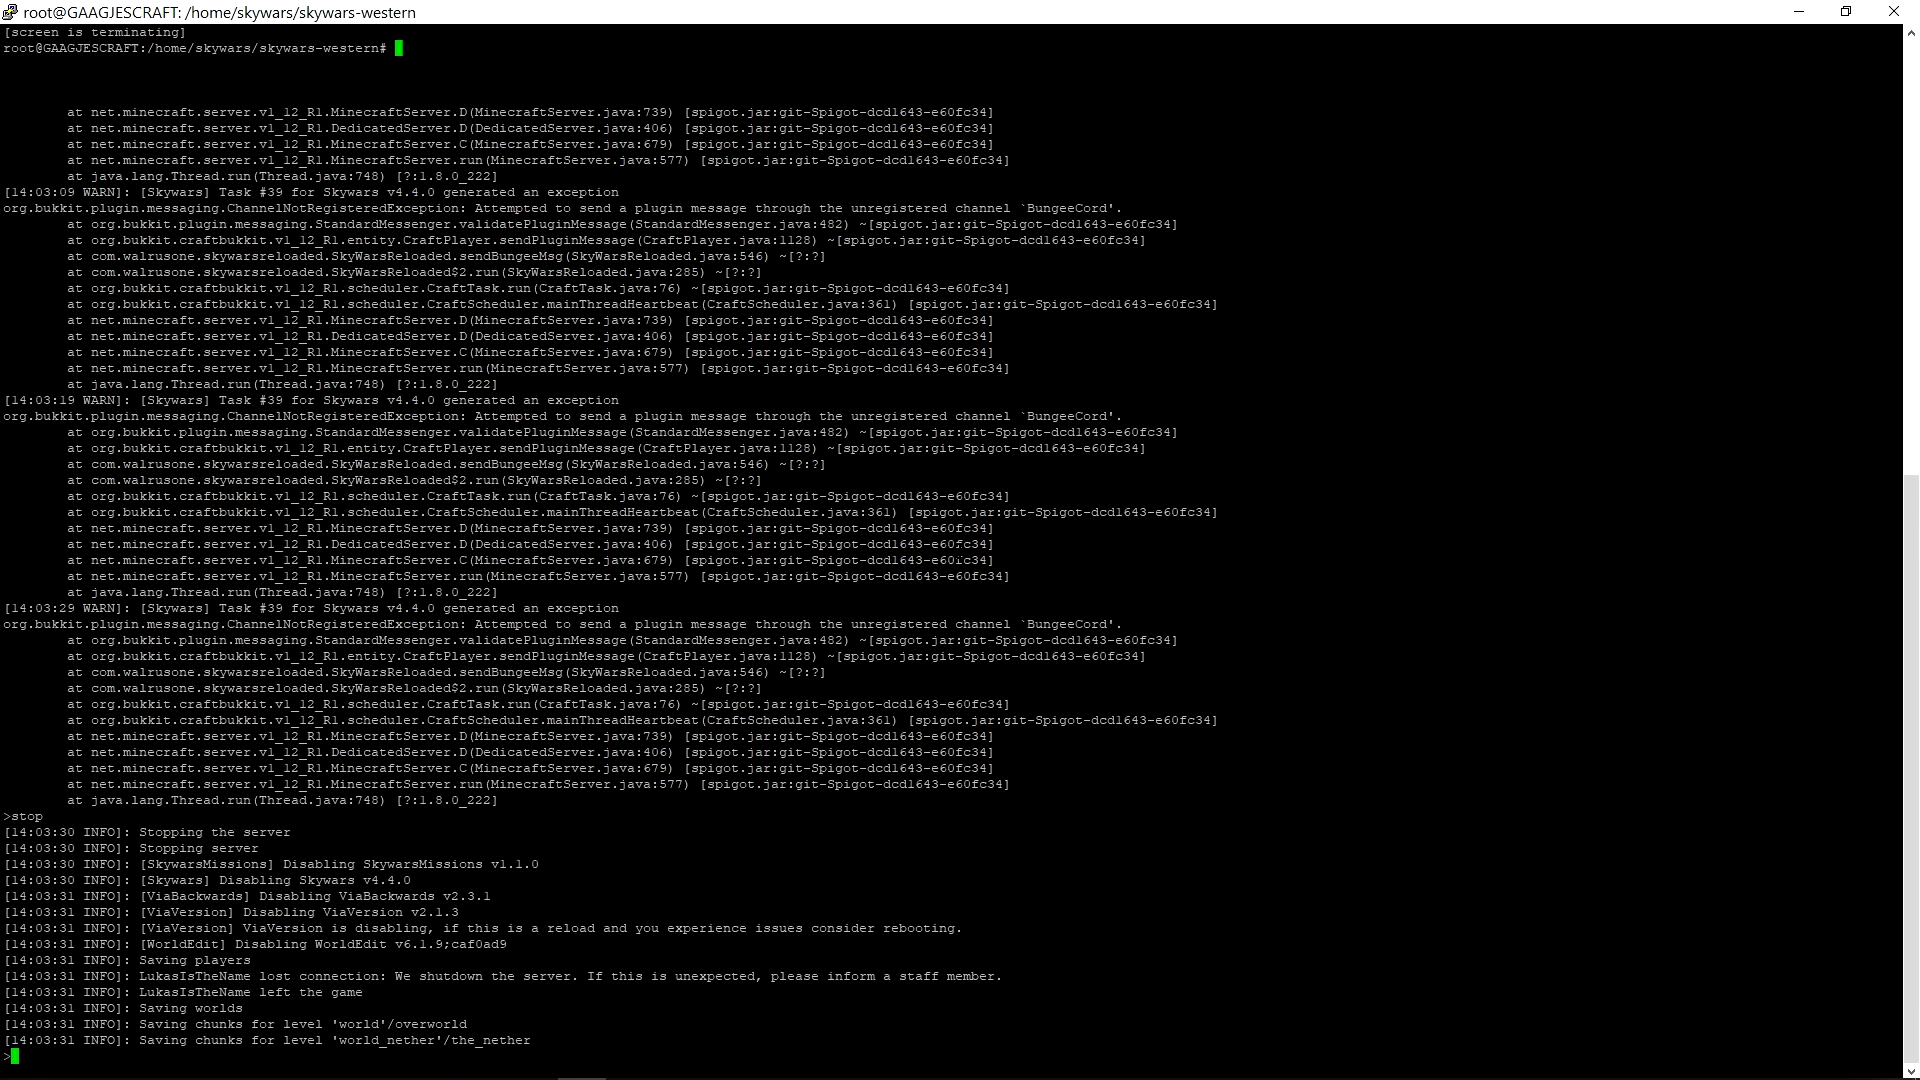 root@GAAGJESCRAFT: /home/skywars/skywars-western
[screen is terminating]
root@GAAGJESCRAFT:/home/skywars/skywars-western#
at net.minecraft.server.v1_12_R1.MinecraftServer.D(MinecraftServer.java:739) [spigot.jar:git-Spigot-dcd1643-e60fc34]
at net.minecraft.server.v1_12_R1.DedicatedServer.D(DedicatedServer.java:406) [spigot.jar:git-Spigot-dcd1643-e60fc34]
at net.minecraft.server.v1_12_R1.MinecraftServer.C(MinecraftServer.java:679) [spigot.jar:git-Spigot-dcd1643-e60fc34]
at net.minecraft.server.v1_12_R1.MinecraftServer.run(MinecraftServer.java:577) [spigot.jar:git-Spigot-dcd1643-e60fc34]
at java.lang.Thread.run(Thread.java:748) [?:1.8.0_222]
[14:03:09 WARN]: [Skywars] Task #39 for Skywars v4.4.0 generated an exception
org.bukkit.plugin.messaging.ChannelNotRegisteredException: Attempted to send a plugin message through the unregistered channel `BungeeCord'.
at org.bukkit.plugin.messaging.StandardMessenger.validatePluginMessage(StandardMessenger.java:482) ~[spigot.jar:git-Spigot-dcd1643-e60fc34]
at org.bukkit.craftbukkit.v1_12_R1.entity.CraftPlayer.sendPluginMessage(CraftPlayer.java:1128) ~[spigot.jar:git-Spigot-dcd1643-e60fc34]
at com.walrusone.skywarsreloaded.SkyWarsReloaded.sendBungeeMsg(SkyWarsReloaded.java:546) ~[?:?]
at com.walrusone.skywarsreloaded.SkyWarsReloaded$2.run(SkyWarsReloaded.java:285) ~[?:?]
at org.bukkit.craftbukkit.v1_12_R1.scheduler.CraftTask.run(CraftTask.java:76) ~[spigot.jar:git-Spigot-dcd1643-e60fc34]
at org.bukkit.craftbukkit.v1_12_R1.scheduler.CraftScheduler.mainThreadHeartbeat(CraftScheduler.java:361) [spigot.jar:git-Spigot-dcd1643-e60fc34]
at net.minecraft.server.v1_12_R1.MinecraftServer.D(MinecraftServer.java:739) [spigot.jar:git-Spigot-dcd1643-e60fc34]
at net.minecraft.server.v1_12_R1.DedicatedServer.D(DedicatedServer.java:406) [spigot.jar:git-Spigot-dcd1643-e60fc34]
at net.minecraft.server.v1_12_R1.MinecraftServer.C(MinecraftServer.java:679) [spigot.jar:git-Spigot-dcd1643-e60fc34]
at net.minecraft.server.v1_12_R1.MinecraftServer.run(MinecraftServer.java:577) [spigot.jar:git-Spigot-dcd1643-e60fc34]
at java.lang.Thread.run(Thread.java:748) [?:1.8.0_222]
[14:03:19 WARN]: [Skywars] Task #39 for Skywars v4.4.0 generated an exception
org.bukkit.plugin.messaging.ChannelNotRegisteredException: Attempted to send a plugin message through the unregistered channel `BungeeCord'.
at org.bukkit.plugin.messaging.StandardMessenger.validatePluginMessage(StandardMessenger.java:482) ~[spigot.jar:git-Spigot-dcd1643-e60fc34]
at org.bukkit.craftbukkit.v1_12_R1.entity.CraftPlayer.sendPluginMessage(CraftPlayer.java:1128) ~[spigot.jar:git-Spigot-dcd1643-e60fc34]
at com.walrusone.skywarsreloaded.SkyWarsReloaded.sendBungeeMsg(SkyWarsReloaded.java:546) ~[?:?]
at com.walrusone.skywarsreloaded.SkyWarsReloaded$2.run(SkyWarsReloaded.java:285) ~[?:?]
at org.bukkit.craftbukkit.v1_12_R1.scheduler.CraftTask.run(CraftTask.java:76) ~[spigot.jar:git-Spigot-dcd1643-e60fc34]
at org.bukkit.craftbukkit.v1_12_R1.scheduler.CraftScheduler.mainThreadHeartbeat(CraftScheduler.java:361) [spigot.jar:git-Spigot-dcd1643-e60fc34]
at net.minecraft.server.v1_12_R1.MinecraftServer.D(MinecraftServer.java:739) [spigot.jar:git-Spigot-dcd1643-e60fc34]
at net.minecraft.server.v1_12_R1.DedicatedServer.D(DedicatedServer.java:406) [spigot.jar:git-Spigot-dcd1643-e60fc34]
at net.minecraft.server.v1_12_R1.MinecraftServer.C(MinecraftServer.java:679) [spigot.jar:git-Spigot-dcd1643-e60fc34]
at net.minecraft.server.v1_12_R1.MinecraftServer.run(MinecraftServer.java:577) [spigot.jar:git-Spigot-dcd1643-e60fc34]
at java.lang.Thread.run(Thread.java:748) [?:1.8.0_222]
[14:03:29 WARN]: [Skywars] Task #39 for Skywars v4.4.0 generated an exception
org.bukkit.plugin.messaging.ChannelNotRegisteredException: Attempted to send a plugin message through the unregistered channel `BungeeCord'.
at org.bukkit.plugin.messaging.StandardMessenger.validatePluginMessage(StandardMessenger.java:482) ~[spigot.jar:git-Spigot-dcd1643-e60fc34]
at org.bukkit.craftbukkit.v1_12_R1.entity.CraftPlayer.sendPluginMessage(CraftPlayer.java:1128) ~[spigot.jar:git-Spigot-dcd1643-e60fc34]
at com.walrusone.skywarsreloaded.SkyWarsReloaded.sendBungeeMsg(SkyWarsReloaded.java:546) ~[?:?]
at com.walrusone.skywarsreloaded.SkyWarsReloaded$2.run(SkyWarsReloaded.java:285) ~[?:?]
at org.bukkit.craftbukkit.v1_12_R1.scheduler.CraftTask.run(CraftTask.java:76) ~[spigot.jar:git-Spigot-dcd1643-e60fc34]
at org.bukkit.craftbukkit.v1_12_R1.scheduler.CraftScheduler.mainThreadHeartbeat(CraftScheduler.java:361) [spigot.jar:git-Spigot-dcd1643-e60fc34]
at net.minecraft.server.v1_12_R1.MinecraftServer.D(MinecraftServer.java:739) [spigot.jar:git-Spigot-dcd1643-e60fc34]
at net.minecraft.server.v1_12_R1.DedicatedServer.D(DedicatedServer.java:406) [spigot.jar:git-Spigot-dcd1643-e60fc34]
at net.minecraft.server.v1_12_R1.MinecraftServer.C(MinecraftServer.java:679) [spigot.jar:git-Spigot-dcd1643-e60fc34]
at net.minecraft.server.v1_12_R1.MinecraftServer.run(MinecraftServer.java:577) [spigot.jar:git-Spigot-dcd1643-e60fc34]
at java.lang.Thread.run(Thread.java:748) [?:1.8.0_222]
>stop
[14:03:30 INFO]: Stopping the server
[14:03:30 INFO]: Stopping server
[14:03:30 INFO]: [SkywarsMissions] Disabling SkywarsMissions v1.1.0
[14:03:30 INFO]: [Skywars] Disabling Skywars v4.4.0
[14:03:31 INFO]: [ViaBackwards] Disabling ViaBackwards v2.3.1
[14:03:31 INFO]: [ViaVersion] Disabling ViaVersion v2.1.3
[14:03:31 INFO]: [ViaVersion] ViaVersion is disabling, if this is a reload and you experience issues consider rebooting.
[14:03:31 INFO]: [WorldEdit] Disabling WorldEdit v6.1.9;caf0ad9
[14:03:31 INFO]: Saving players
[14:03:31 INFO]: LukasIsTheName lost connection: We shutdown the server. If this is unexpected, please inform a staff member.
[14:03:31 INFO]: LukasIsTheName left the game
[14:03:31 INFO]: Saving worlds
[14:03:31 INFO]: Saving chunks for level 'world'/overworld
[14:03:31 INFO]: Saving chunks for level 'world_nether'/the_nether
>